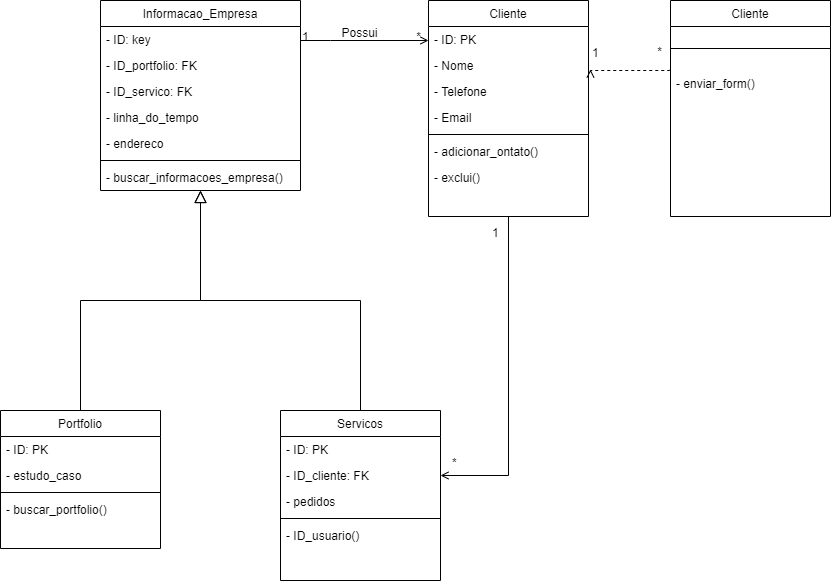 Informacao_Empresa
- ID: key
- ID_portfolio: FK
- ID_servico: FK
- linha_do_tempo
- endereco
- buscar_informacoes_empresa()
1
Possui
*
Cliente
- ID: PK
- Nome
- Telefone
- Email
- adicionar_ontato()
- exclui()
1
*
Cliente
- enviar_form()
1
*
Portfolio
- ID: PK
- estudo_caso
- buscar_portfolio()
Servicos
- ID: PK
- ID_cliente: FK
- pedidos
- ID_usuario()